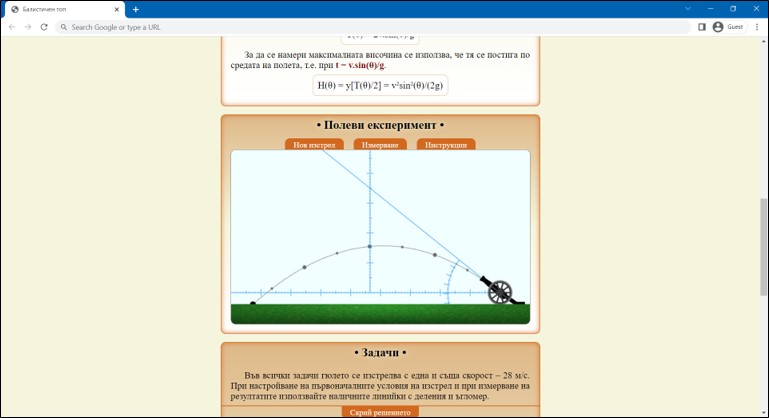 Балистичен топ
Search Google or type a URL
Guest
За да се намери максималната височина се използва, че тя се постига по
средата на полета, т.е. при t = v.sin(θ)/g.
H(θ) = y[T(θ)/2] = v²sin²(θ)/(2g)
• Полеви експеримент •
Нов изстрел Измерване Инструкции
• Задачи •
Във всички задачи гюлето се изстрелва с една и съща скорост – 28 м/с.
При настройване на първоначалните условия на изстрел и при измерване на
резултатите използвайте наличните линийки с деления и ъгломер.
Скрий решението